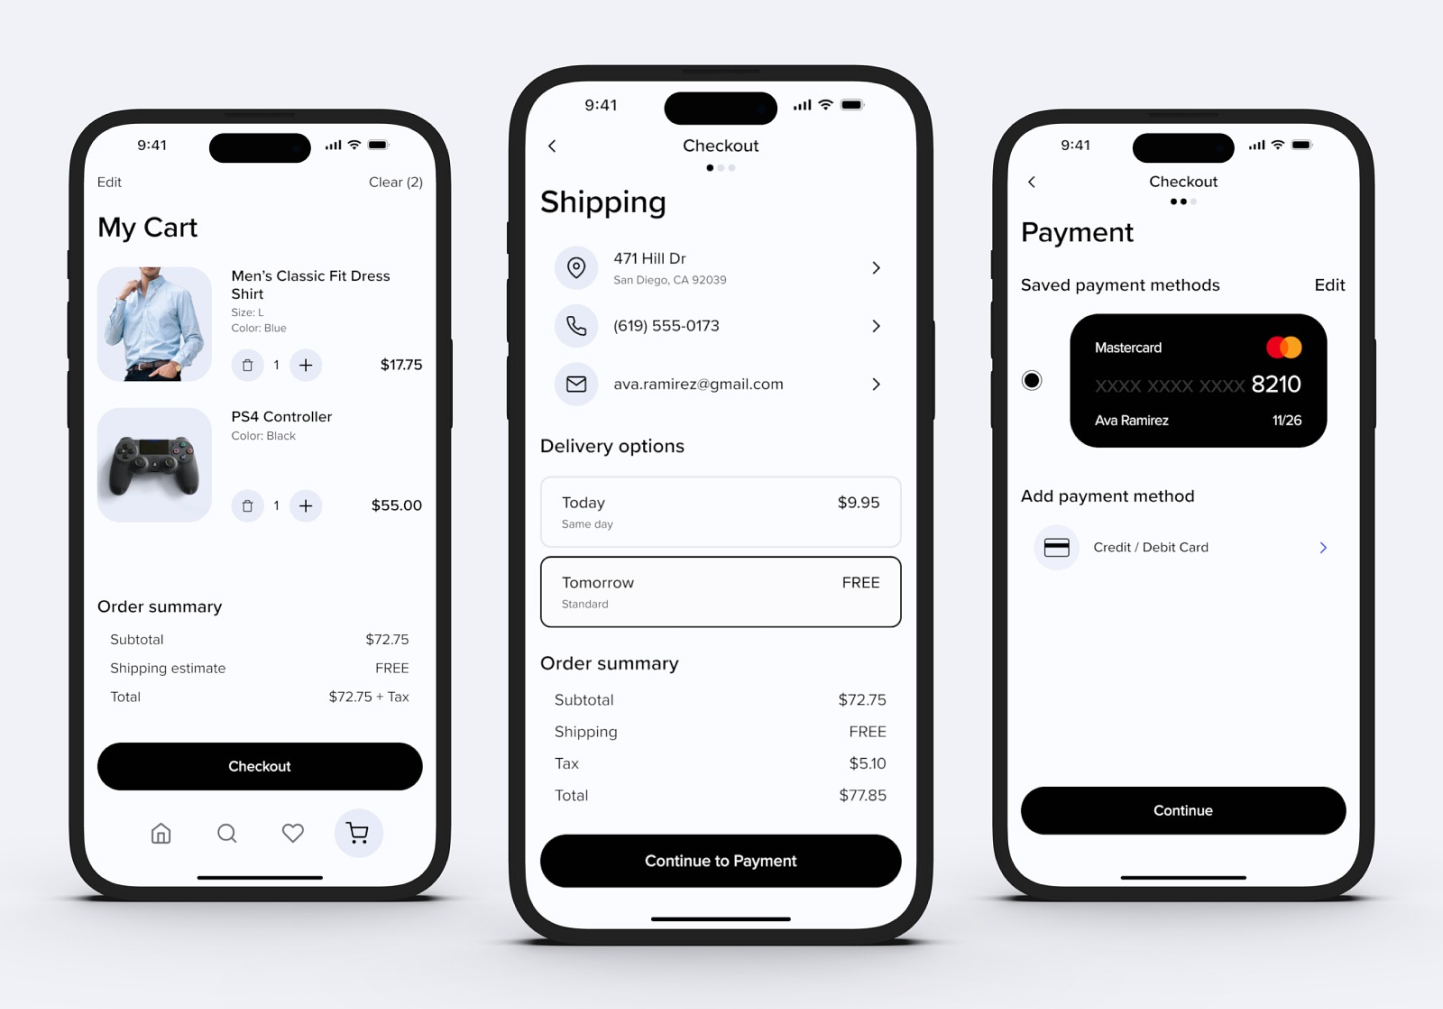 9:41
Edit
Clear (2)
My Cart
Men’s Classic Fit Dress
Shirt
Size: L
Color: Blue
1
$17.75
PS4 Controller
Color: Black
1
$55.00
Order summary
Subtotal $72.75
Shipping estimate FREE
Total $72.75 + Tax
Checkout
9:41
Checkout
Shipping
471 Hill Dr
San Diego, CA 92039
(619) 555-0173
ava.ramirez@gmail.com
Delivery options
Today $9.95
Same day
Tomorrow FREE
Standard
Order summary
Subtotal $72.75
Shipping FREE
Tax $5.10
Total $77.85
Continue to Payment
9:41
Checkout
Payment
Saved payment methods Edit
Mastercard
XXXX XXXX XXXX 8210
Ava Ramirez 11/26
Add payment method
Credit / Debit Card
Continue